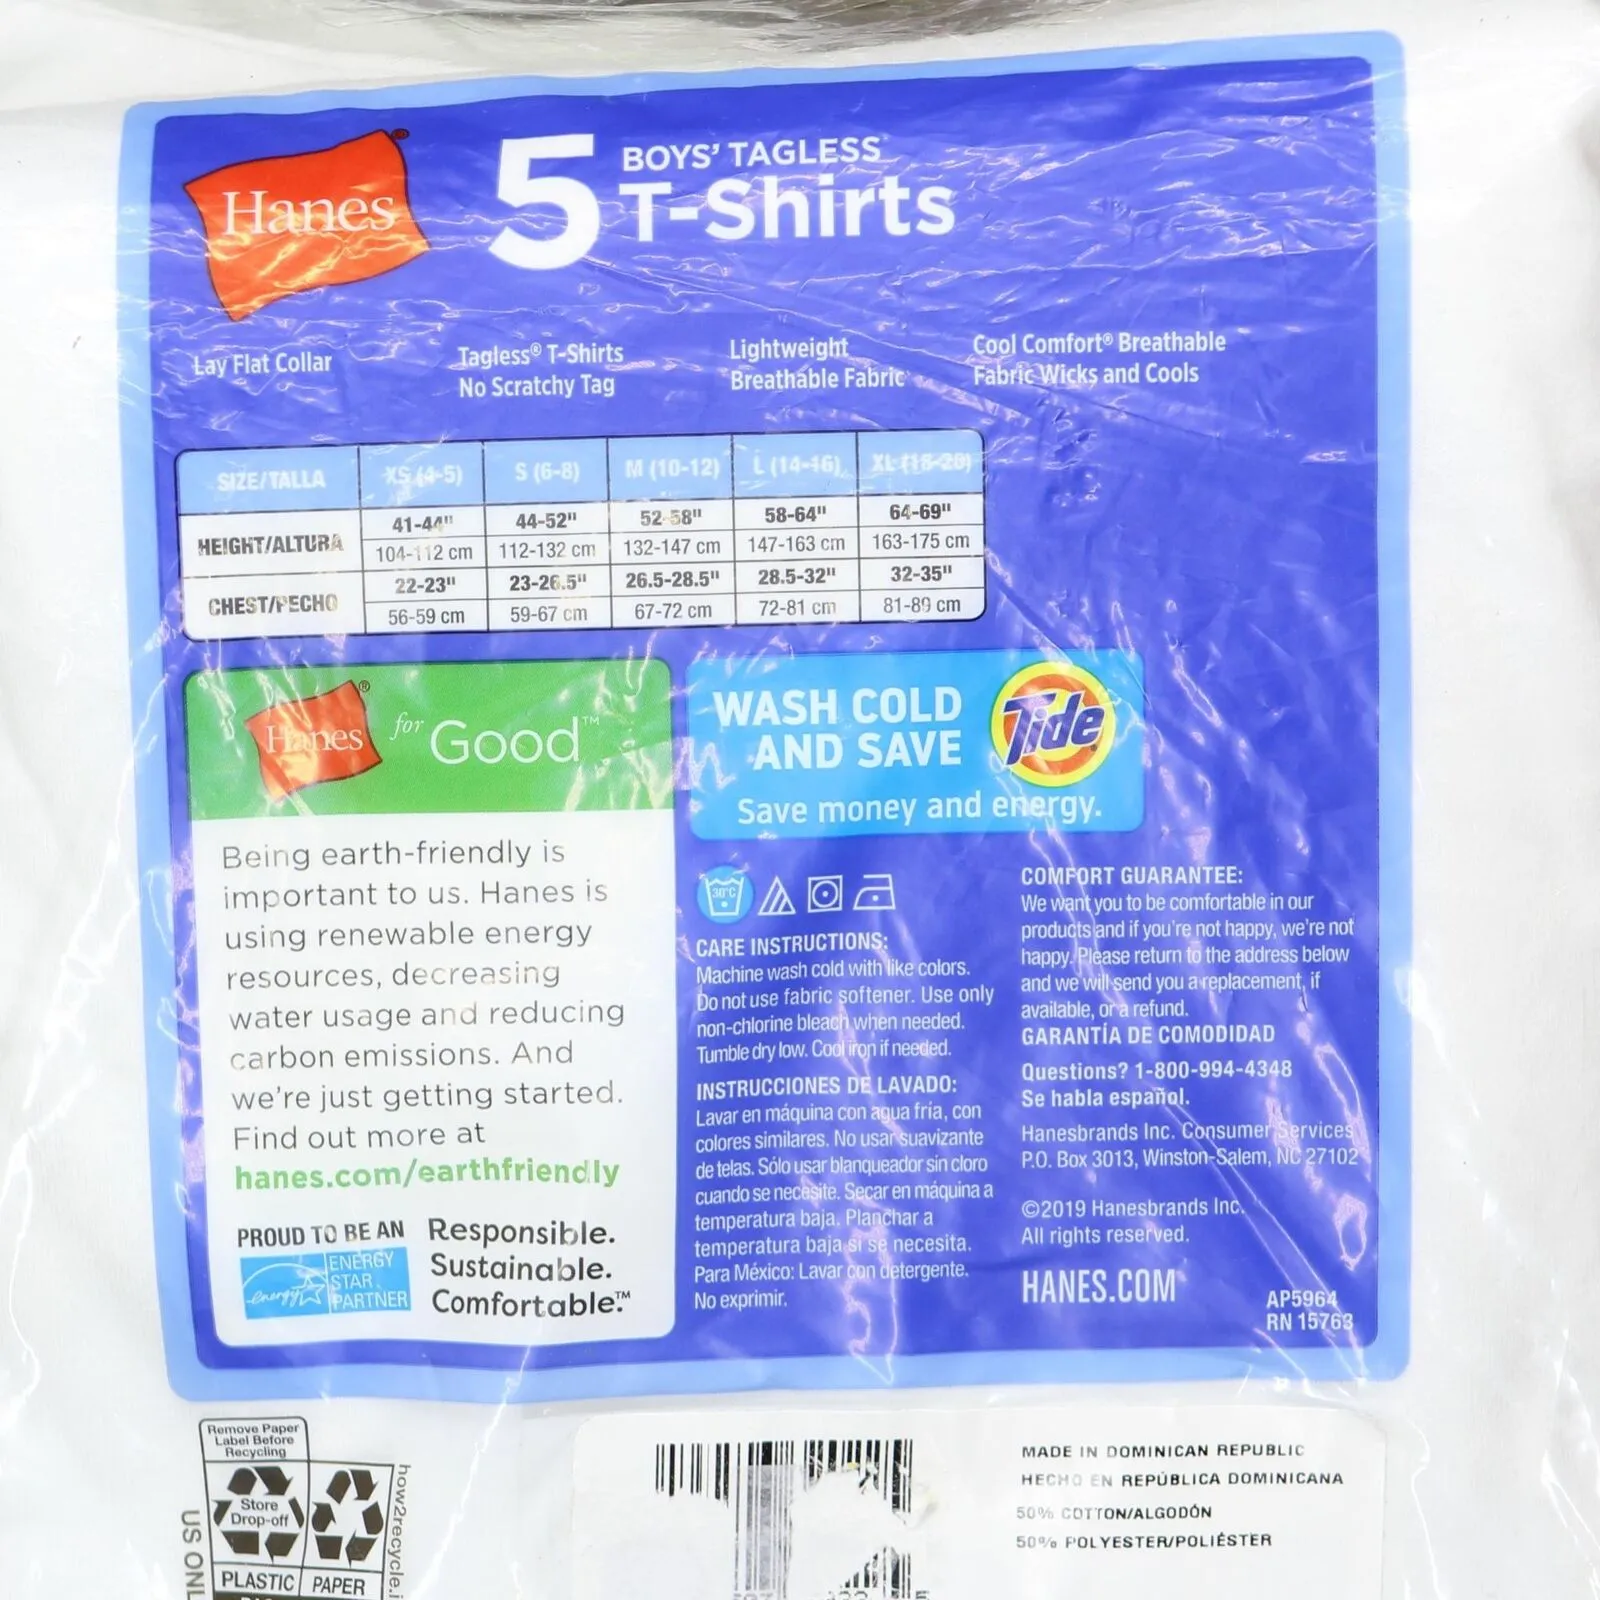 Hanes®
5 BOYS' TAGLESS
T-Shirts
Lay Flat Collar
Tagless® T-Shirts
No Scratchy Tag
Lightweight
Breathable Fabric
Cool Comfort® Breathable
Fabric Wicks and Cools
SIZE/TALLA XS (4-5) S (6-8) M (10-12) L (14-16) XL (18-20)
HEIGHT/ALTURA 41-44" 44-52" 52-58" 58-64" 64-69"
104-112 cm 112-132 cm 132-147 cm 147-163 cm 163-175 cm
CHEST/PECHO 22-23" 23-26.5" 26.5-28.5" 28.5-32" 32-35"
56-59 cm 59-67 cm 67-72 cm 72-81 cm 81-89 cm
Hanes® for Good™
Being earth-friendly is
important to us. Hanes is
using renewable energy
resources, decreasing
water usage and reducing
carbon emissions. And
we're just getting started.
Find out more at
hanes.com/earthfriendly
PROUD TO BE AN
energy
ENERGY
STAR
PARTNER
Responsible.
Sustainable.
Comfortable.™
WASH COLD
AND SAVE
Tide®
Save money and energy.
30°C
CARE INSTRUCTIONS:
Machine wash cold with like colors.
Do not use fabric softener. Use only
non-chlorine bleach when needed.
Tumble dry low. Cool iron if needed.
INSTRUCCIONES DE LAVADO:
Lavar en máquina con agua fría, con
colores similares. No usar suavizante
de telas. Sólo usar blanqueador sin cloro
cuando se necesite. Secar en máquina a
temperatura baja. Planchar a
temperatura baja si se necesita.
Para México: Lavar con detergente.
No exprimir.
COMFORT GUARANTEE:
We want you to be comfortable in our
products and if you're not happy, we're not
happy. Please return to the address below
and we will send you a replacement, if
available, or a refund.
GARANTÍA DE COMODIDAD
Questions? 1-800-994-4348
Se habla español.
Hanesbrands Inc. Consumer Services
P.O. Box 3013, Winston-Salem, NC 27102
©2019 Hanesbrands Inc.
All rights reserved.
HANES.COM
AP5964
RN 15763
Remove Paper
Label Before
Recycling
Store
Drop-off
PLASTIC PAPER
how2recycle.i
US ONL
MADE IN DOMINICAN REPUBLIC
HECHO EN REPÚBLICA DOMINICANA
50% COTTON/ALGODÓN
50% POLYESTER/POLIÉSTER